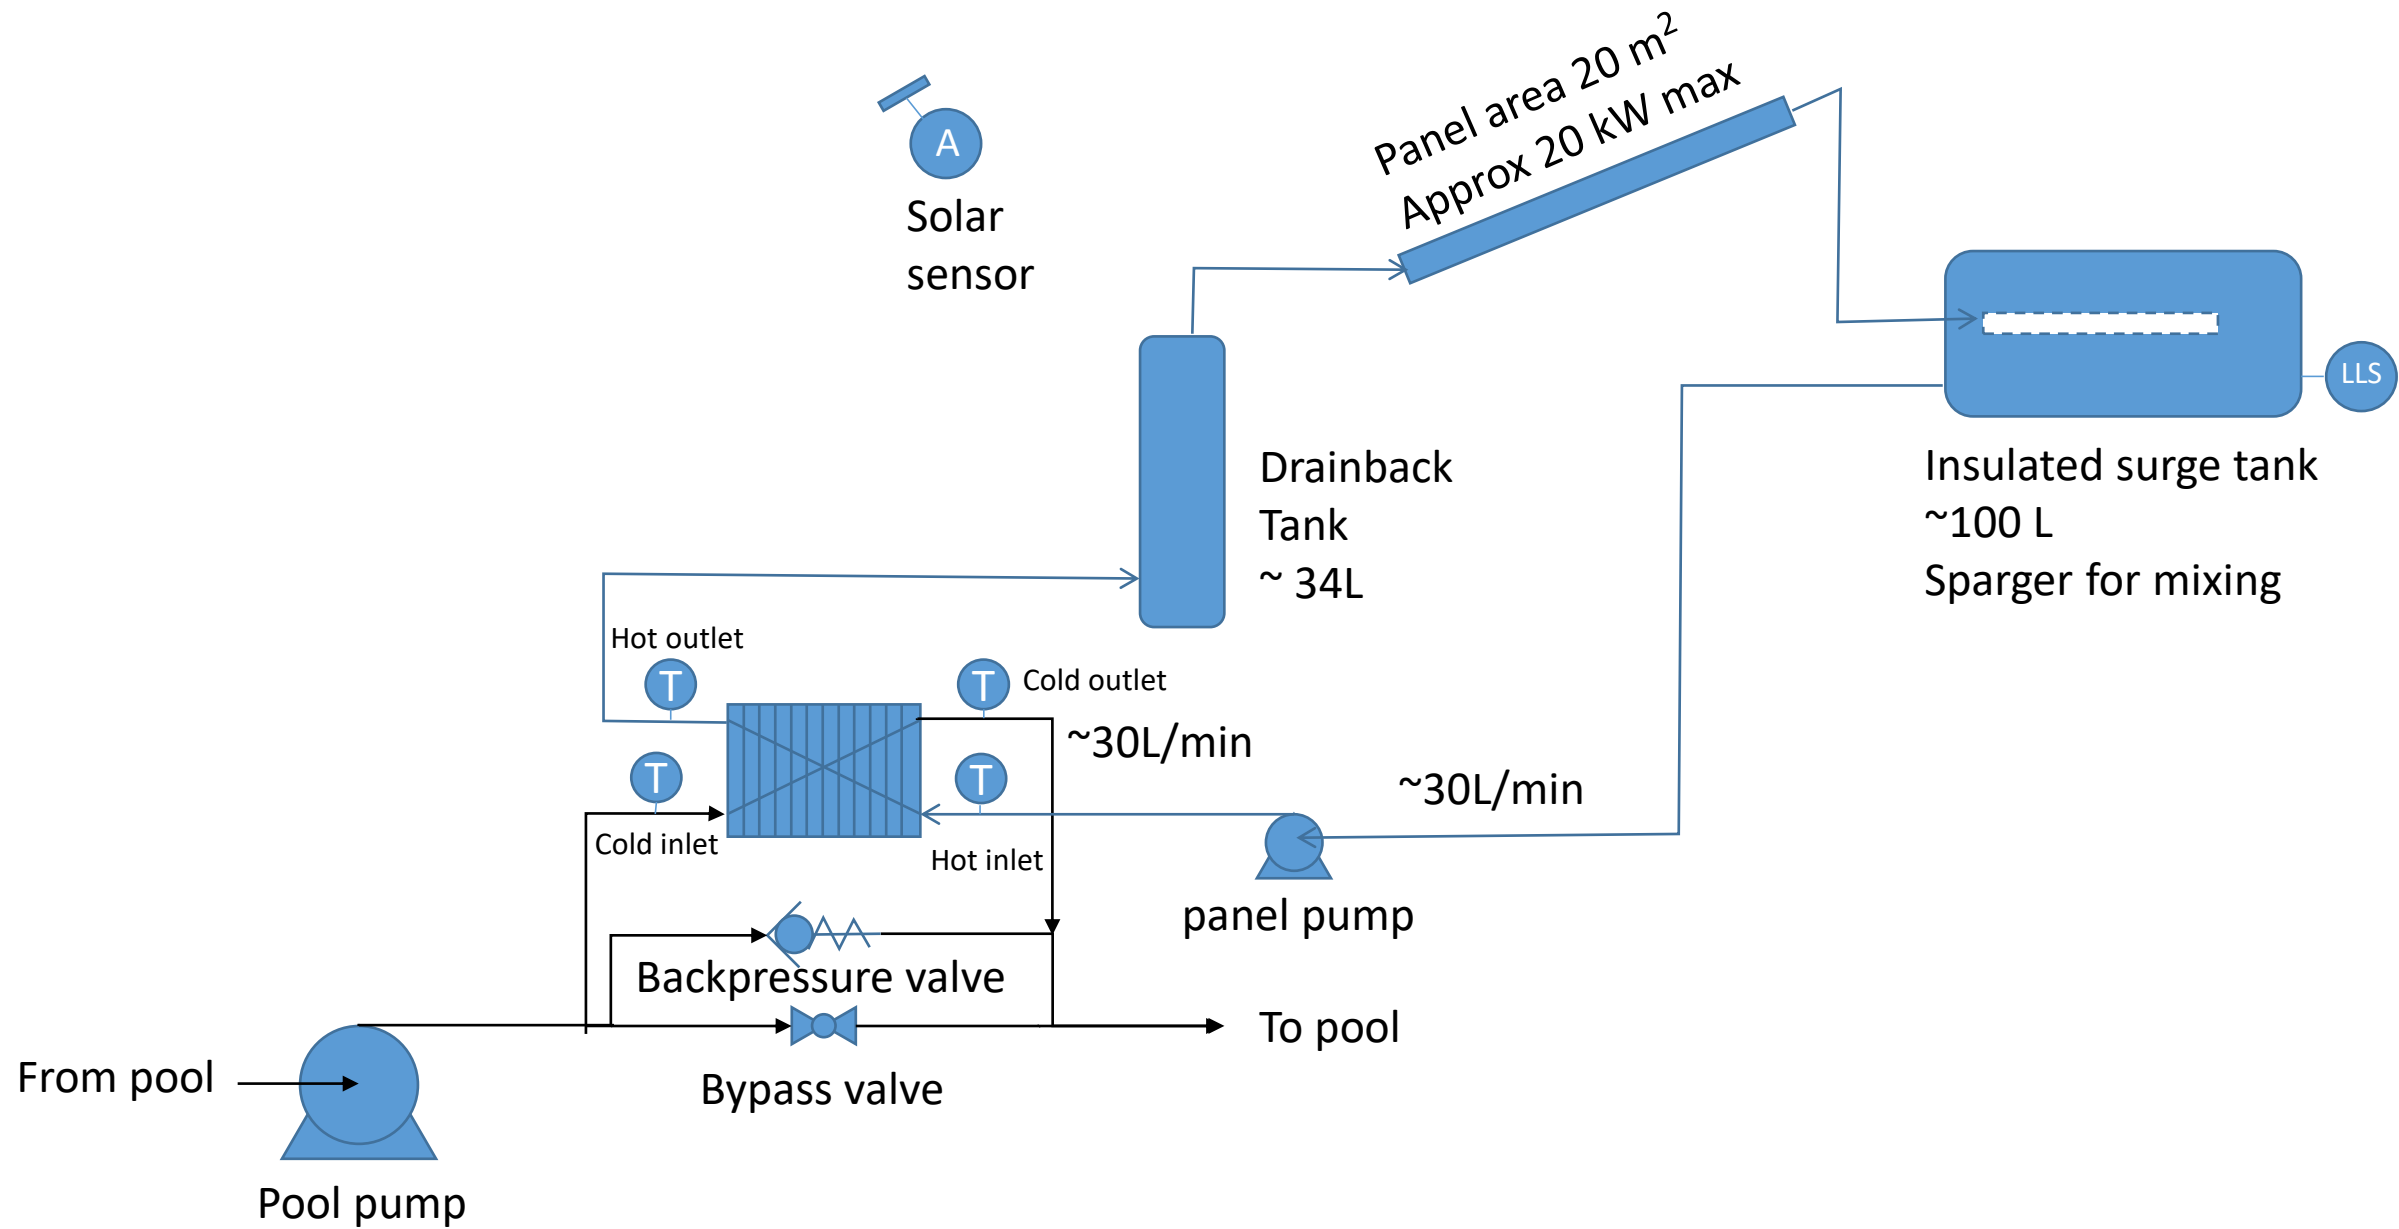 Panel area 20 m²
Approx 20 kW max
A
Solar
sensor
LLS
Insulated surge tank
~100 L
Sparger for mixing
Drainback
Tank
~ 34L
Hot outlet
T
T
Cold outlet
~30L/min
T
T
Cold inlet
Hot inlet
~30L/min
panel pump
Backpressure valve
To pool
From pool
Bypass valve
Pool pump